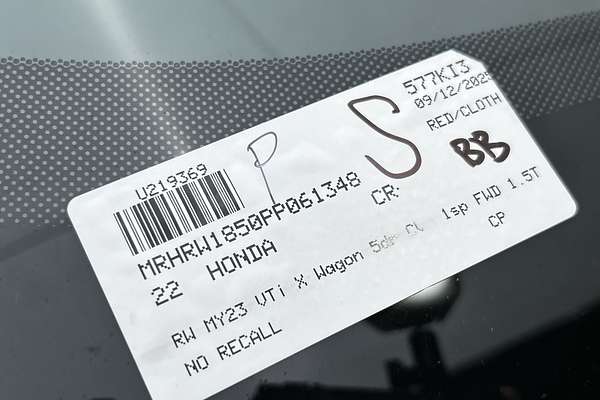 577KI3
09/12/2025
RED/CLOTH
P
S
BB
U219369
MRHRW1850PP061348
CR-
22 HONDA
RW MY23 VTi X Wagon 5dr 1sp FWD 1.5T
CP
NO RECALL